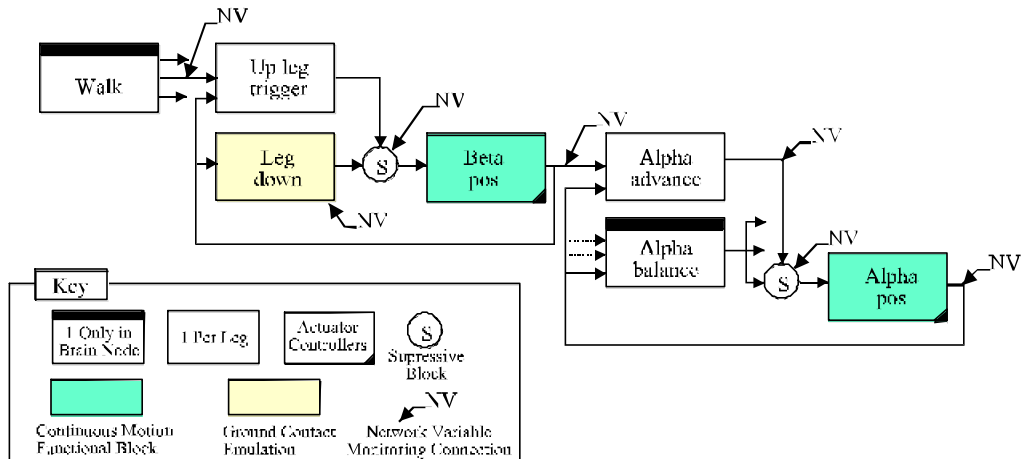 NV
Walk
Up leg
trigger
NV
Leg
down
S
Beta
pos
NV
NV
Alpha
advance
NV
Alpha
balance
S
NV
Alpha
pos
NV
Key
1 Only in
Brain Node
1 Per Leg
Actuator
Controllers
S
Supressive
Block
Continuous Motion
Functional Block
Ground Contact
Emulation
NV
Network Variable
Monitoring Connection